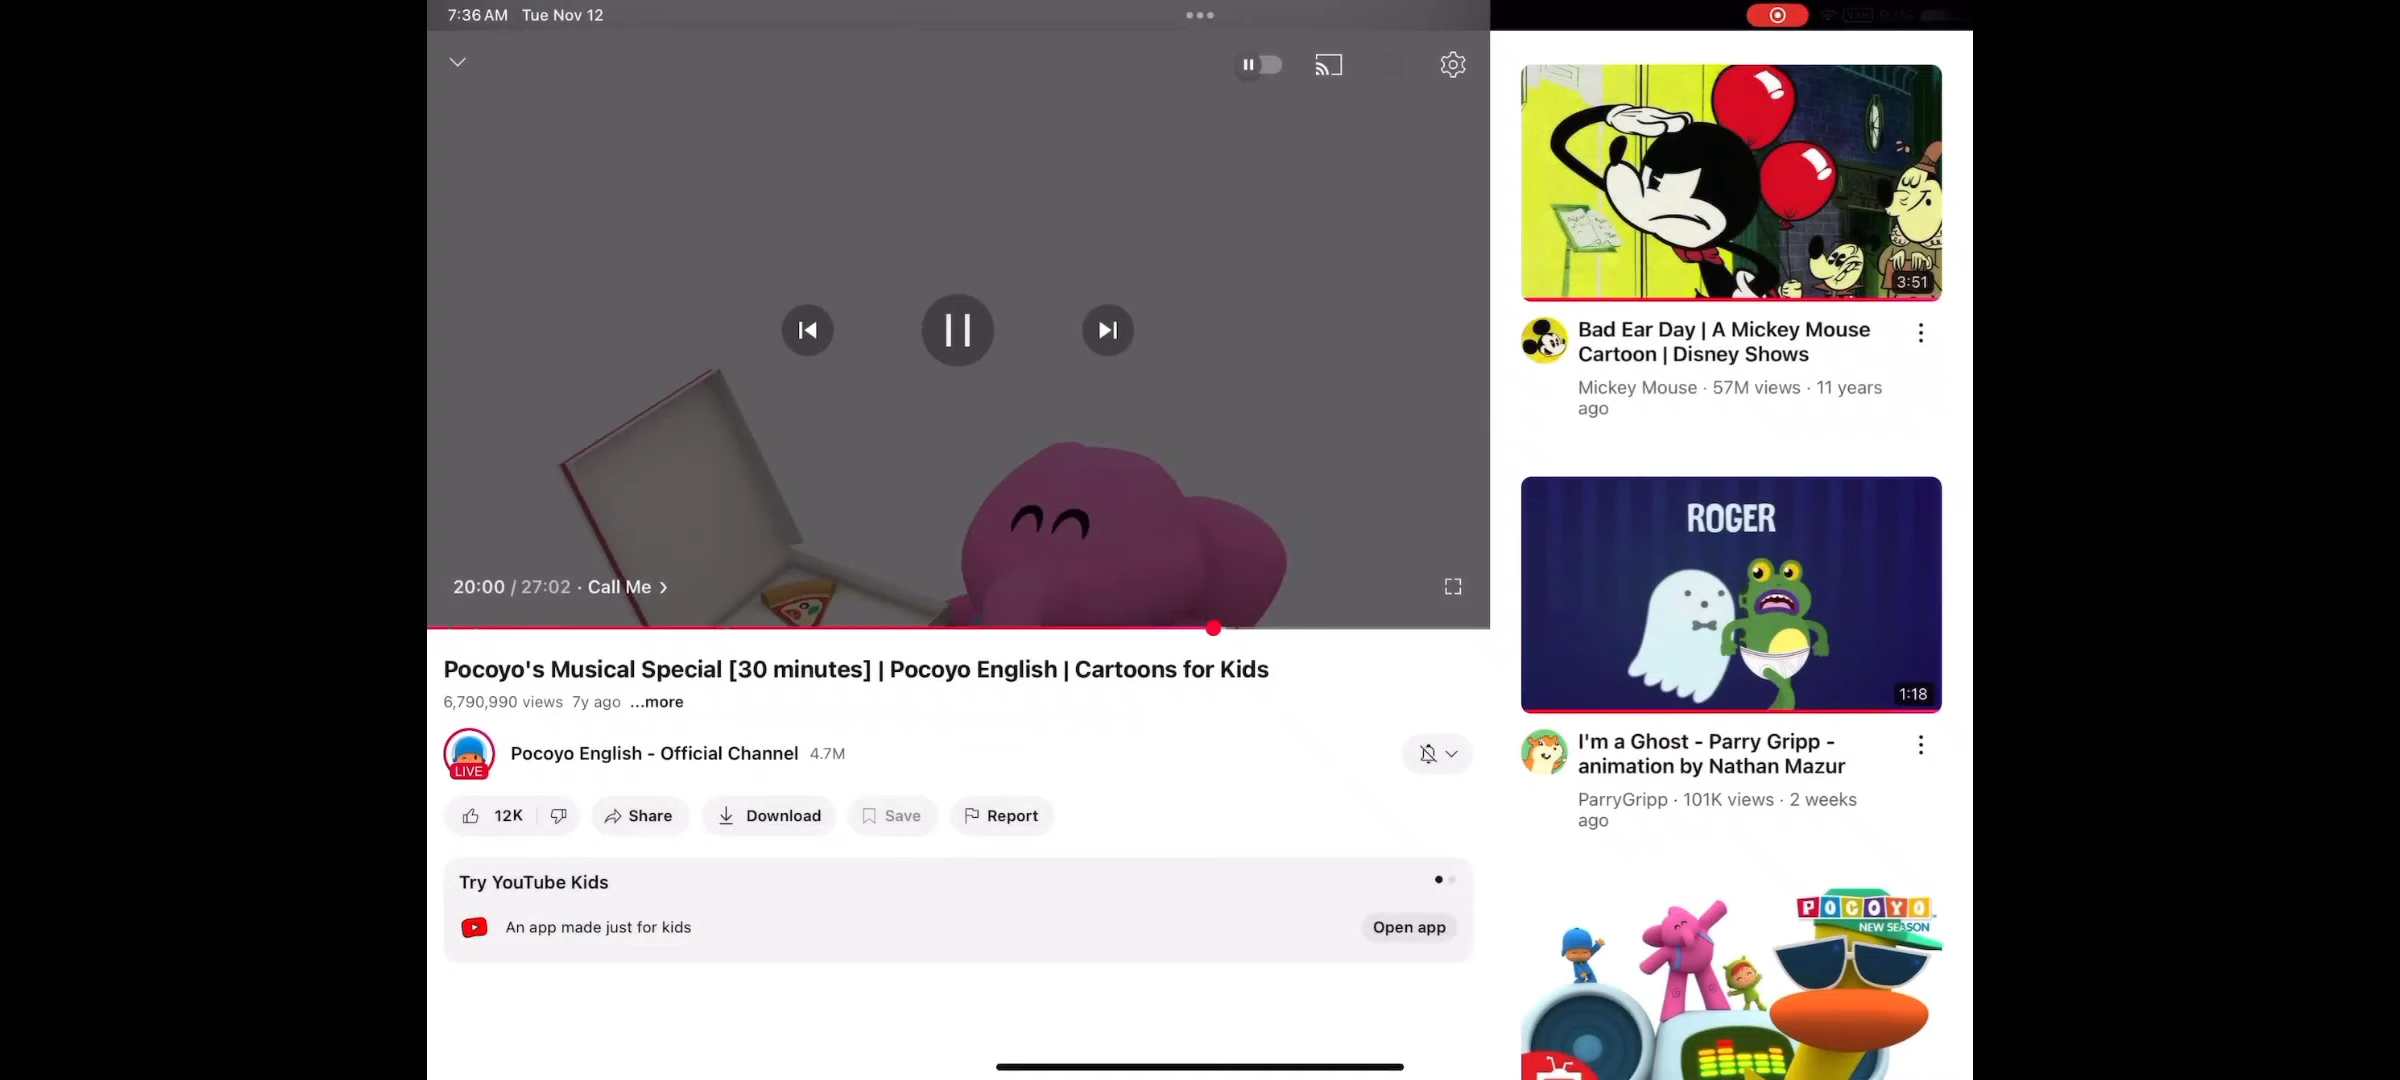 7:36 AM Tue Nov 12
20:00 / 27:02 · Call Me
Pocoyo's Musical Special [30 minutes] | Pocoyo English | Cartoons for Kids
6,790,990 views 7y ago ...more
LIVE
Pocoyo English - Official Channel 4.7M
12K
Share
Download
Save
Report
Try YouTube Kids
An app made just for kids
Open app
3:51
Bad Ear Day | A Mickey Mouse
Cartoon | Disney Shows
Mickey Mouse · 57M views · 11 years
ago
ROGER
1:18
I'm a Ghost - Parry Gripp -
animation by Nathan Mazur
ParryGripp · 101K views · 2 weeks
ago
POCOYO
NEW SEASON